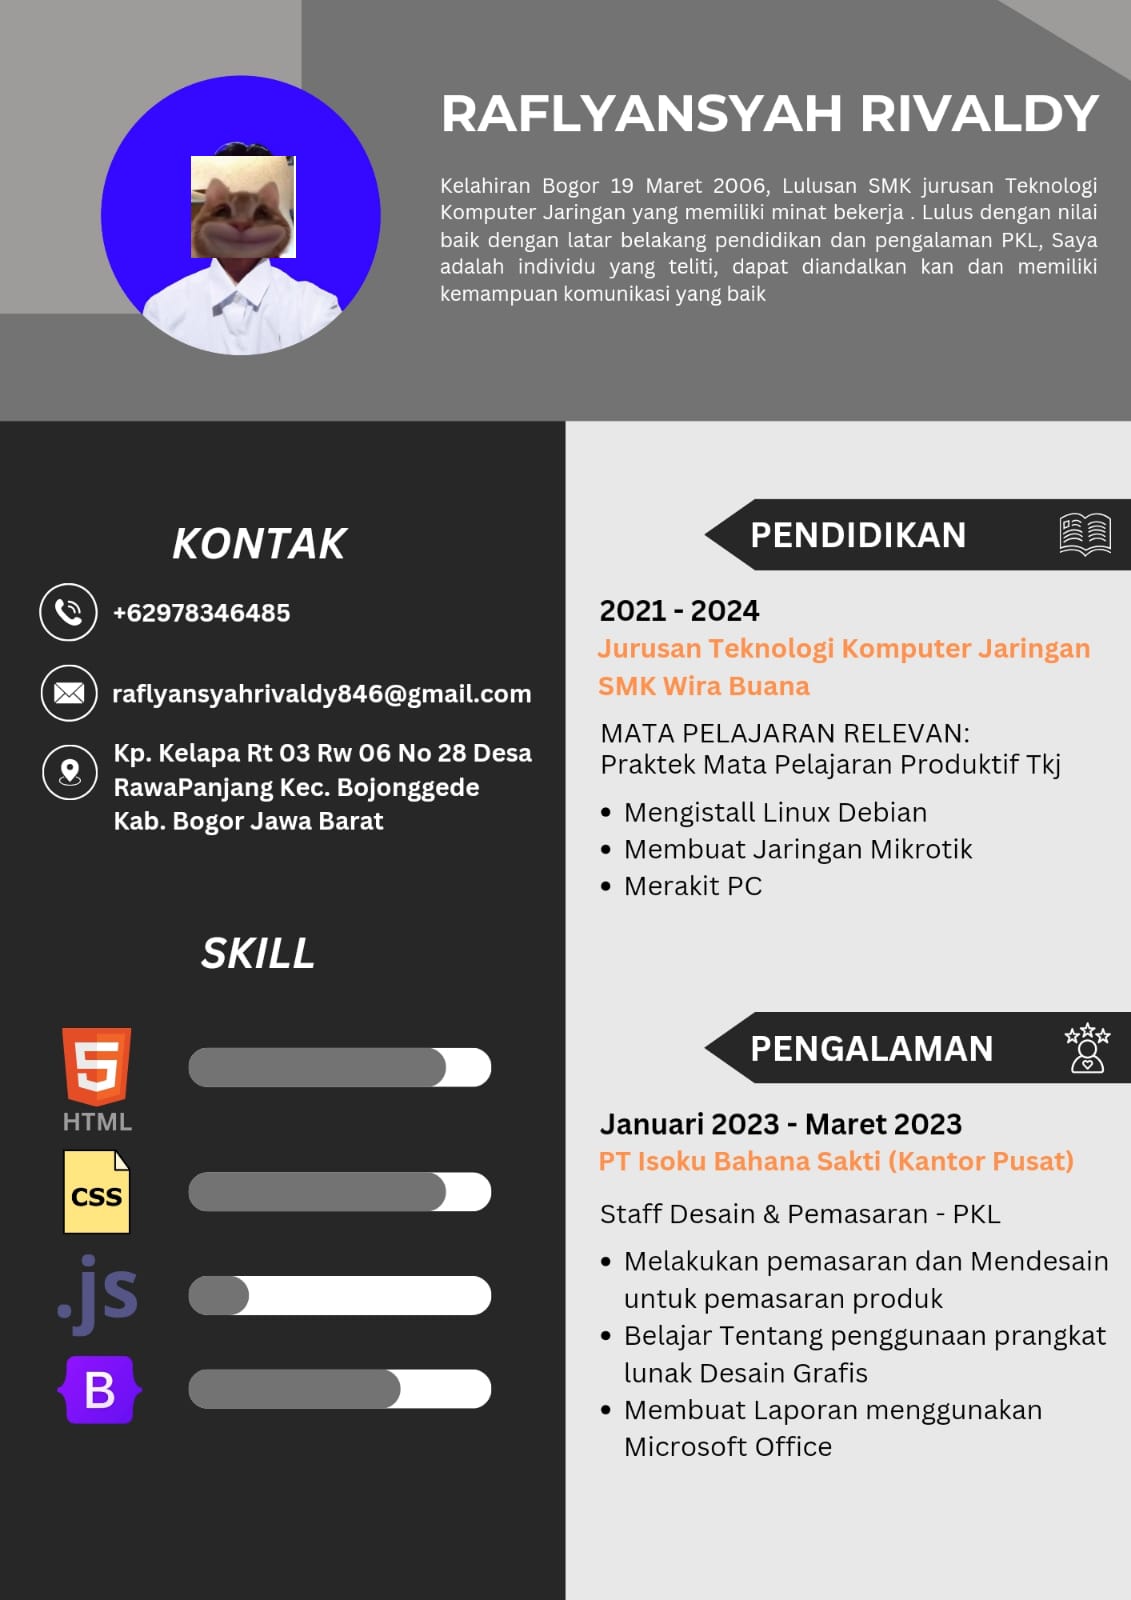 RAFLYANSYAH RIVALDY
Kelahiran Bogor 19 Maret 2006, Lulusan SMK jurusan Teknologi
Komputer Jaringan yang memiliki minat bekerja . Lulus dengan nilai
baik dengan latar belakang pendidikan dan pengalaman PKL, Saya
adalah individu yang teliti, dapat diandalkan kan dan memiliki
kemampuan komunikasi yang baik
KONTAK
+62978346485
raflyansyahrivaldy846@gmail.com
Kp. Kelapa Rt 03 Rw 06 No 28 Desa
RawaPanjang Kec. Bojonggede
Kab. Bogor Jawa Barat
SKILL
5
HTML
CSS
.js
B
PENDIDIKAN
2021 - 2024
Jurusan Teknologi Komputer Jaringan
SMK Wira Buana
MATA PELAJARAN RELEVAN:
Praktek Mata Pelajaran Produktif Tkj
• Mengistall Linux Debian
• Membuat Jaringan Mikrotik
• Merakit PC
PENGALAMAN
Januari 2023 - Maret 2023
PT Isoku Bahana Sakti (Kantor Pusat)
Staff Desain & Pemasaran - PKL
• Melakukan pemasaran dan Mendesain
untuk pemasaran produk
• Belajar Tentang penggunaan prangkat
lunak Desain Grafis
• Membuat Laporan menggunakan
Microsoft Office